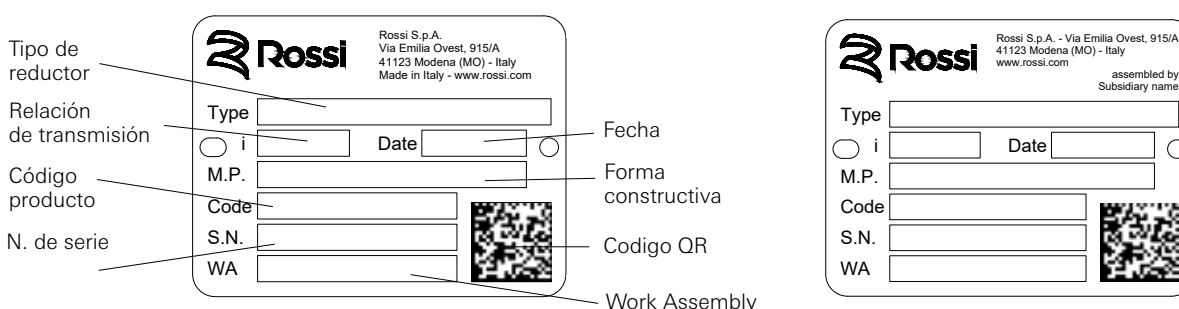 Tipo de
reductor
Relación
de transmisión
Código
producto
N. de serie
Rossi
Rossi S.p.A.
Via Emilia Ovest, 915/A
41123 Modena (MO) - Italy
Made in Italy - www.rossi.com
Type
i
Date
M.P.
Code
S.N.
WA
Fecha
Forma
constructiva
Codigo QR
Work Assembly
Rossi
Rossi S.p.A. - Via Emilia Ovest, 915/A
41123 Modena (MO) - Italy
www.rossi.com
assembled by
Subsidiary name
Type
i
Date
M.P.
Code
S.N.
WA